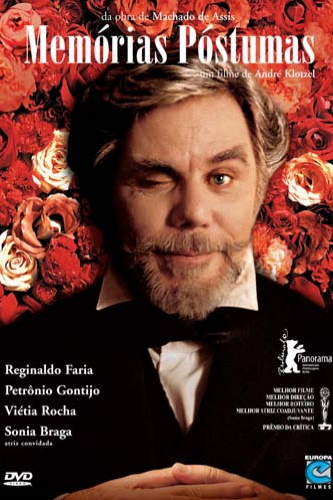 da obra de Machado de Assis
Memórias Póstumas
um filme de André Klotzel
Reginaldo Faria
Petrônio Gontijo
Viétia Rocha
Sonia Braga
atriz convidada
Panorama
MELHOR FILME
MELHOR DIREÇÃO
MELHOR ROTEIRO
MELHOR ATRIZ COADJUVANTE
(Sonia Braga)
PRÊMIO DA CRÍTICA
DVD
VIDEO
EUROPA
FILMES